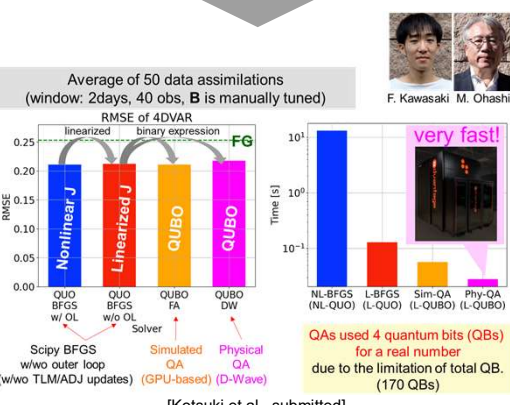 F. Kawasaki M. Ohashi
Average of 50 data assimilations
(window: 2days, 40 obs, B is manually tuned)
RMSE of 4DVAR
linearized
binary expression
FG
0.25
0.20
0.15
0.10
0.05
0.00
RMSE
Nonlinear J
Linearized J
QUBO
QUBO
QUO
BFGS
w/ OL
QUO
BFGS
w/o OL
QUBO
FA
QUBO
DW
Solver
Scipy BFGS
w/wo outer loop
(w/wo TLM/ADJ updates)
Simulated
QA
(GPU-based)
Physical
QA
(D-Wave)
very fast!
10¹
10⁰
10⁻¹
Time [s]
NL-BFGS
(NL-QUO)
L-BFGS
(L-QUO)
Sim-QA
(L-QUBO)
Phy-QA
(L-QUBO)
QAs used 4 quantum bits (QBs)
for a real number
due to the limitation of total QB.
(170 QBs)